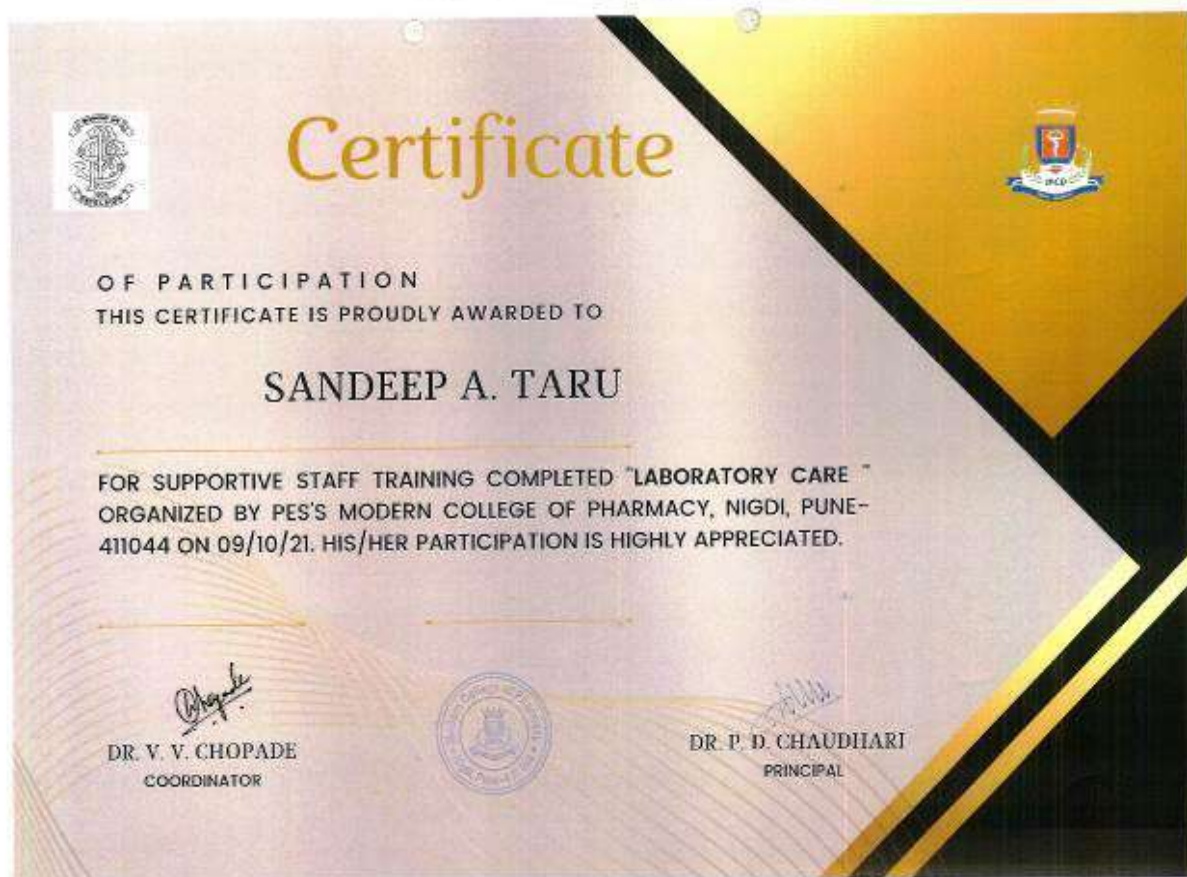 Certificate
OF PARTICIPATION
THIS CERTIFICATE IS PROUDLY AWARDED TO
SANDEEP A. TARU
FOR SUPPORTIVE STAFF TRAINING COMPLETED "LABORATORY CARE "
ORGANIZED BY PES'S MODERN COLLEGE OF PHARMACY, NIGDI, PUNE-
411044 ON 09/10/21. HIS/HER PARTICIPATION IS HIGHLY APPRECIATED.
Chopade
DR. V. V. CHOPADE
COORDINATOR
DR. P. D. CHAUDHARI
PRINCIPAL